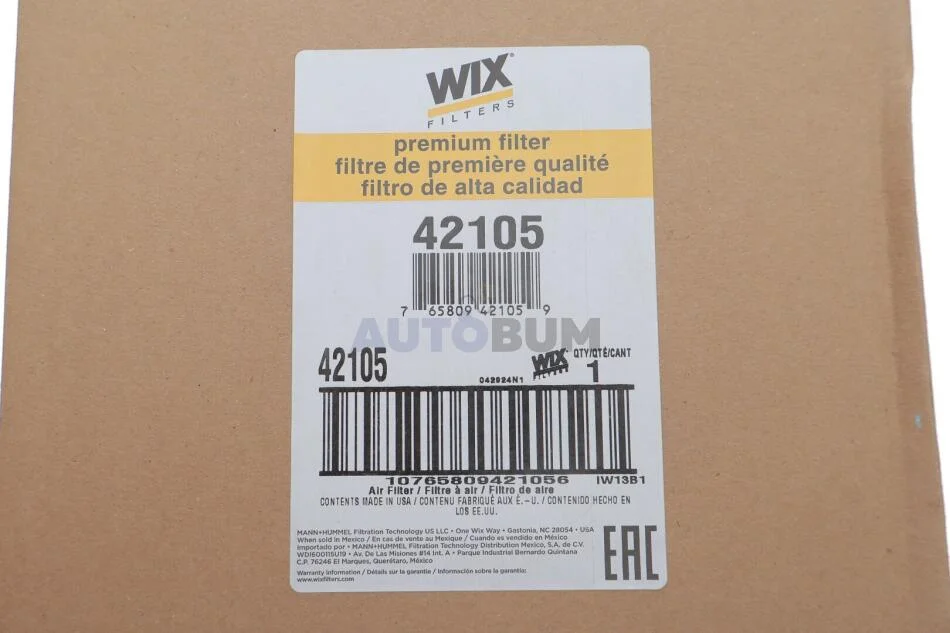 WIX
FILTERS
premium filter
filtre de première qualité
filtro de alta calidad
42105
7 65809 42105 9
AUTOBUM
42105
042924N1
WIX
FILTERS
QTY/QTÉ/CANT
1
10765809421056
IW13B1
Air Filter / Filtre à air / Filtro de aire
CONTENTS MADE IN USA / CONTENU FABRIQUÉ AUX É.-U. / CONTENIDO HECHO EN
LOS EE.UU.
MANN+HUMMEL Filtration Technology US LLC • One Wix Way • Gastonia, NC 28054 • USA
When sold in Mexico / En cas de vente au Mexique / Cuando es vendido en México
Importado por • MANN+HUMMEL Filtration Technology Distribution Mexico, S.A. de C.V.
WDI600115U19 • Av. De Las Misiones #14 Int. A • Parque Industrial Bernardo Quintana
C.P. 76246 El Marques, Querétaro, México
Warranty information / Détails sur la garantie / Información sobre la garantía:
www.wixfilters.com
EAC